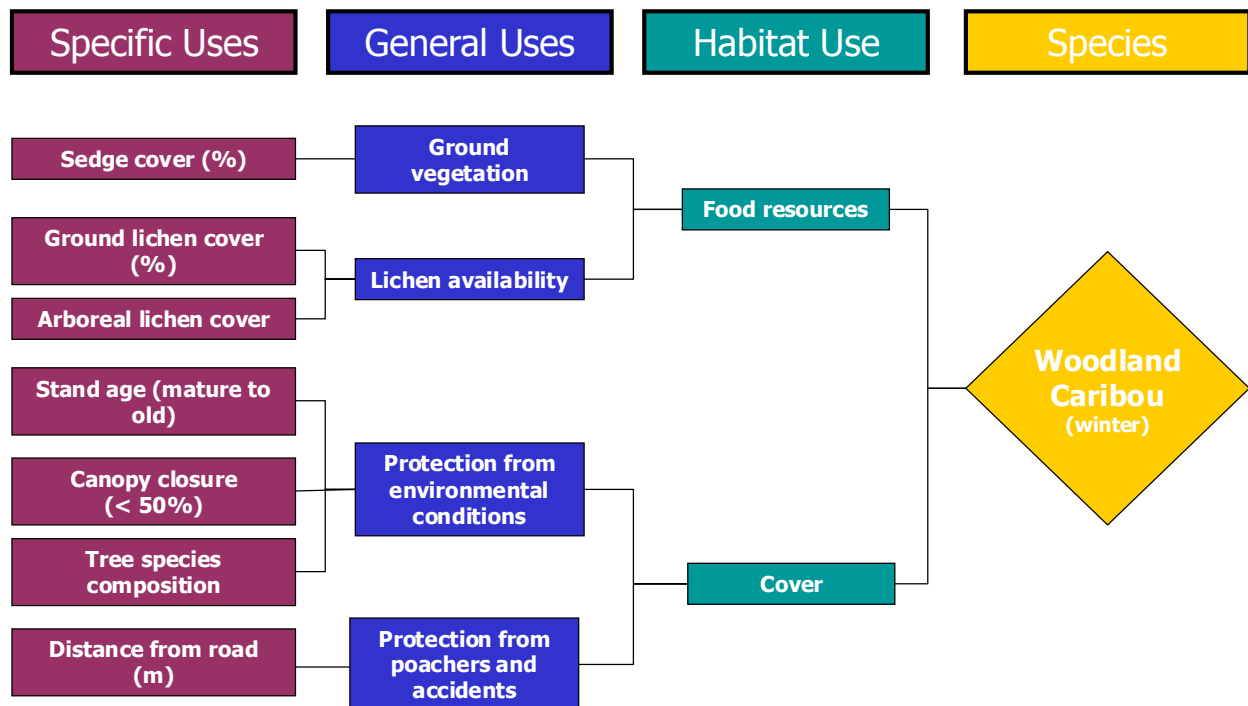 Specific Uses
General Uses
Habitat Use
Species
Sedge cover (%)
Ground lichen cover
(%)
Arboreal lichen cover
Stand age (mature to
old)
Canopy closure
(< 50%)
Tree species
composition
Distance from road
(m)
Ground
vegetation
Lichen availability
Protection from
environmental
conditions
Protection from
poachers and
accidents
Food resources
Cover
Woodland
Caribou
(winter)